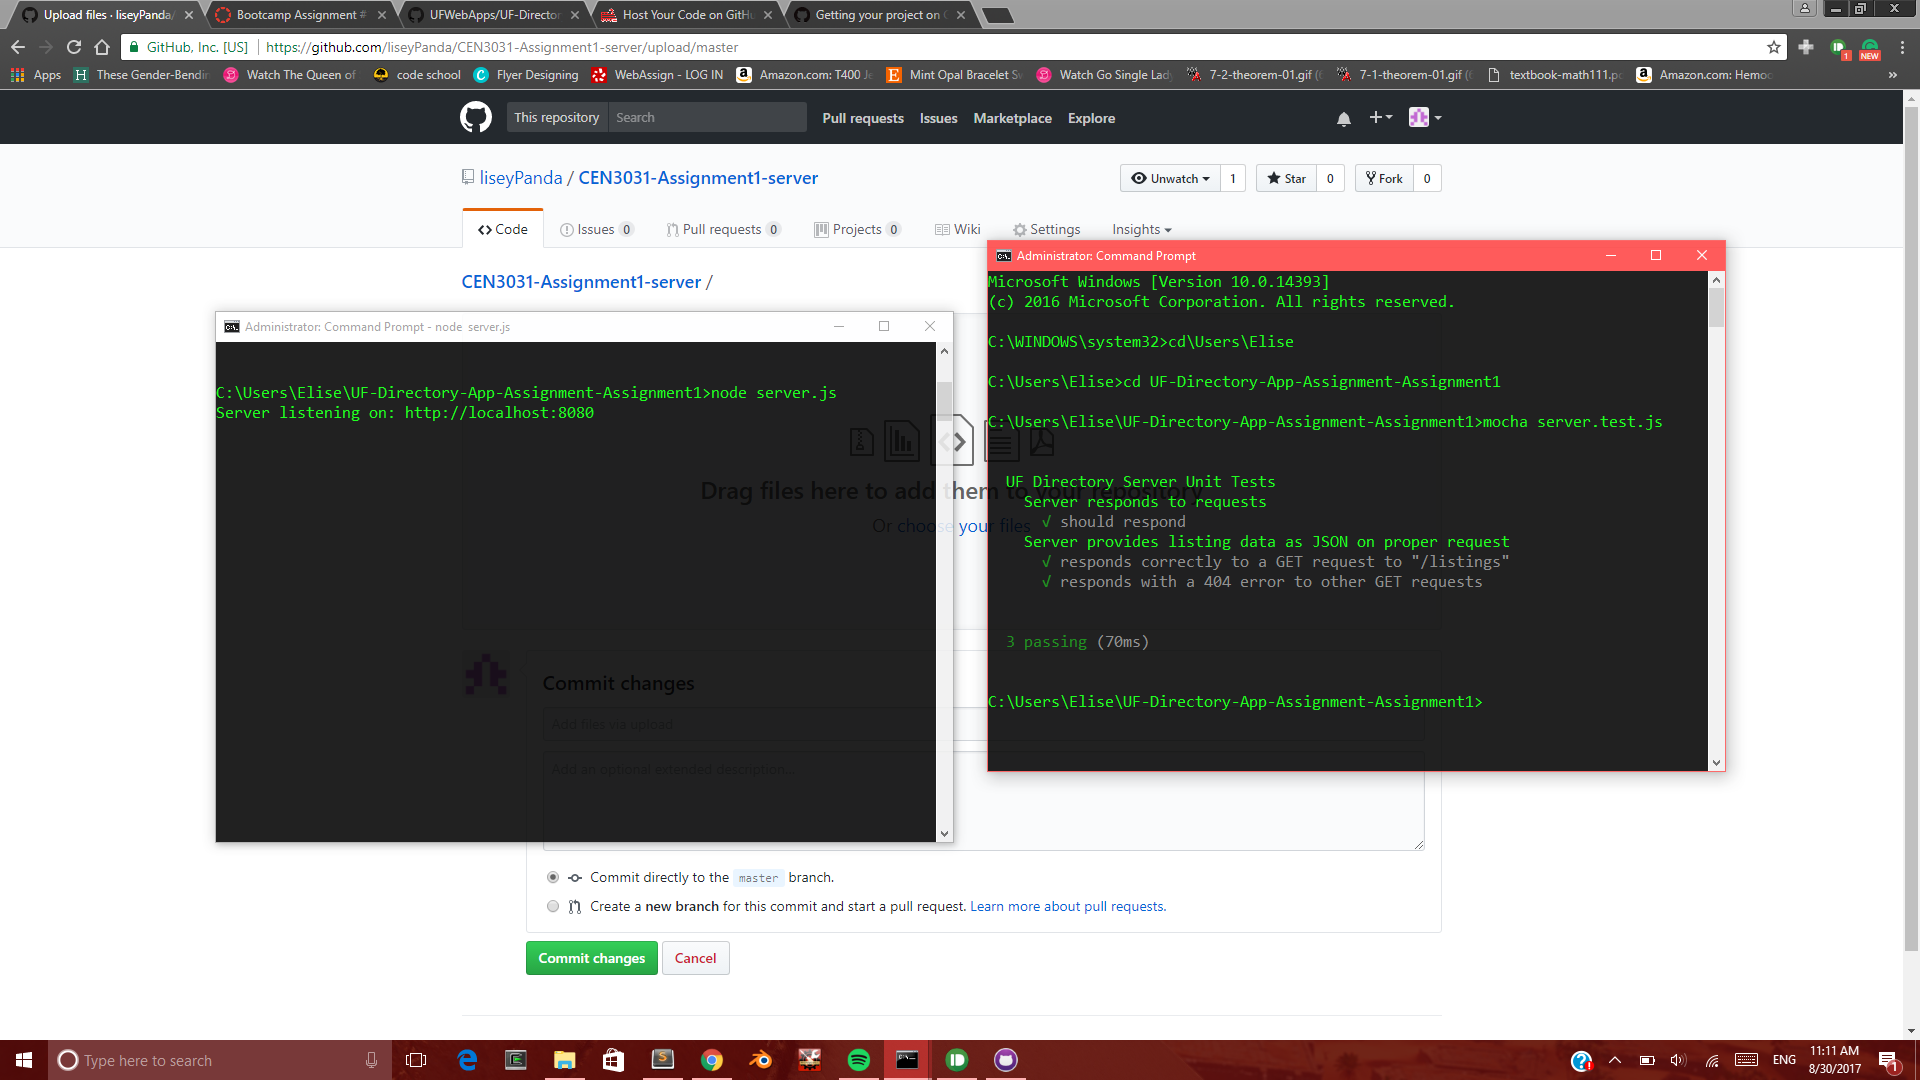 Upload files · liseyPanda/
Bootcamp Assignment #
UFWebApps/UF-Director
Host Your Code on GitHu
Getting your project on G
GitHub, Inc. [US]
https://github.com/liseyPanda/CEN3031-Assignment1-server/upload/master
1
NEW
Apps
These Gender-Bendin
Watch The Queen of
code school
Flyer Designing
WebAssign - LOG IN
Amazon.com: T400 Je
Mint Opal Bracelet Sw
Watch Go Single Lady
7-2-theorem-01.gif (6
7-1-theorem-01.gif (6
textbook-math111.pd
Amazon.com: Hemoc
»
This repository
Search
Pull requests
Issues
Marketplace
Explore
liseyPanda / CEN3031-Assignment1-server
Unwatch
1
Star
0
Fork
0
Code
Issues 0
Pull requests 0
Projects 0
Wiki
Settings
Insights
CEN3031-Assignment1-server /
Administrator: Command Prompt - node server.js
C:\Users\Elise\UF-Directory-App-Assignment-Assignment1>node server.js
Server listening on: http://localhost:8080
Administrator: Command Prompt
Microsoft Windows [Version 10.0.14393]
(c) 2016 Microsoft Corporation. All rights reserved.
C:\WINDOWS\system32>cd\Users\Elise
C:\Users\Elise>cd UF-Directory-App-Assignment-Assignment1
C:\Users\Elise\UF-Directory-App-Assignment-Assignment1>mocha server.test.js
UF Directory Server Unit Tests
Server responds to requests
√ should respond
Server provides listing data as JSON on proper request
√ responds correctly to a GET request to "/listings"
√ responds with a 404 error to other GET requests
3 passing (70ms)
C:\Users\Elise\UF-Directory-App-Assignment-Assignment1>
Drag files here to add them to your repository
Or choose your files
Commit changes
Add files via upload
Add an optional extended description...
Commit directly to the master branch.
Create a new branch for this commit and start a pull request. Learn more about pull requests.
Commit changes
Cancel
Type here to search
ENG
11:11 AM
8/30/2017
1